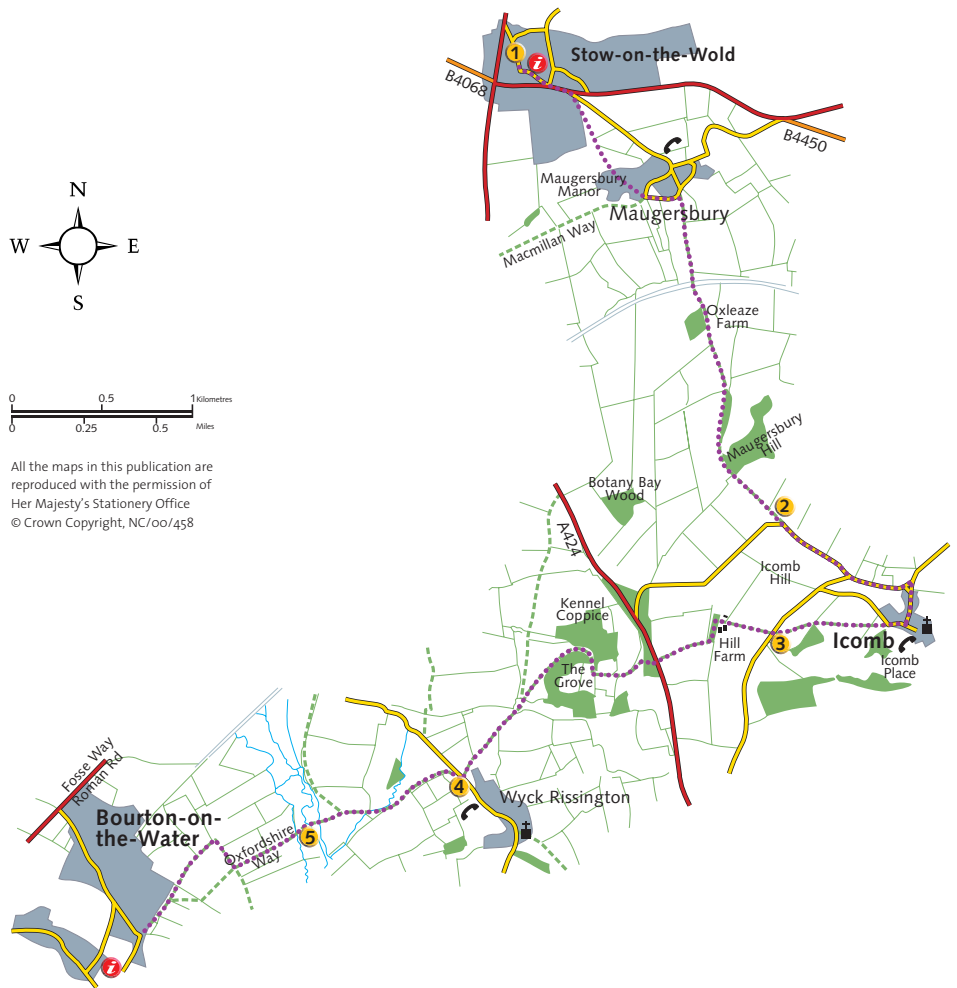 1
i
Stow-on-the-Wold
B4068
B4450
Maugersbury
Manor
Maugersbury
Macmillan Way
N
W
E
S
Oxleaze
Farm
0
0.5
1
Kilometres
0
0.25
0.5
Miles
Maugersbury
Hill
All the maps in this publication are
reproduced with the permission of
Her Majesty's Stationery Office
© Crown Copyright, NC/00/458
Botany Bay
Wood
2
A424
Icomb
Hill
Kennel
Coppice
Hill
Farm
3
Icomb
Icomb
Place
The
Grove
Fosse Way
Roman Rd
4
Wyck Rissington
Bourton-on-
the-Water
5
Oxfordshire
Way
i